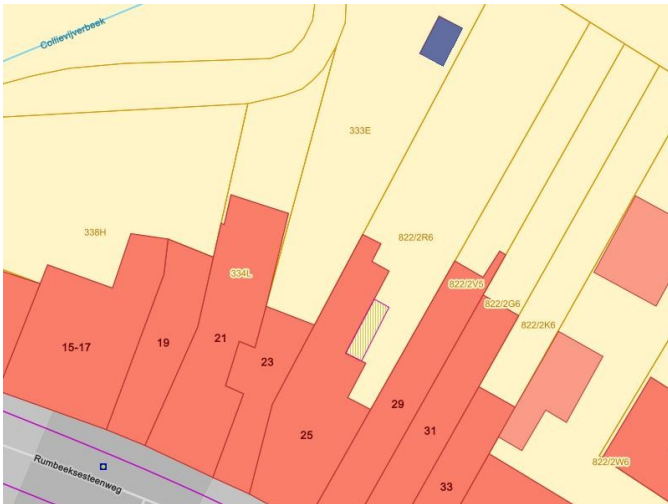 Collievijverbeek
333E
338H
822/2R6
334L
822/2V5
822/2G6
822/2K6
15-17
19
21
23
25
29
31
33
822/2W6
Rumbeeksesteenweg